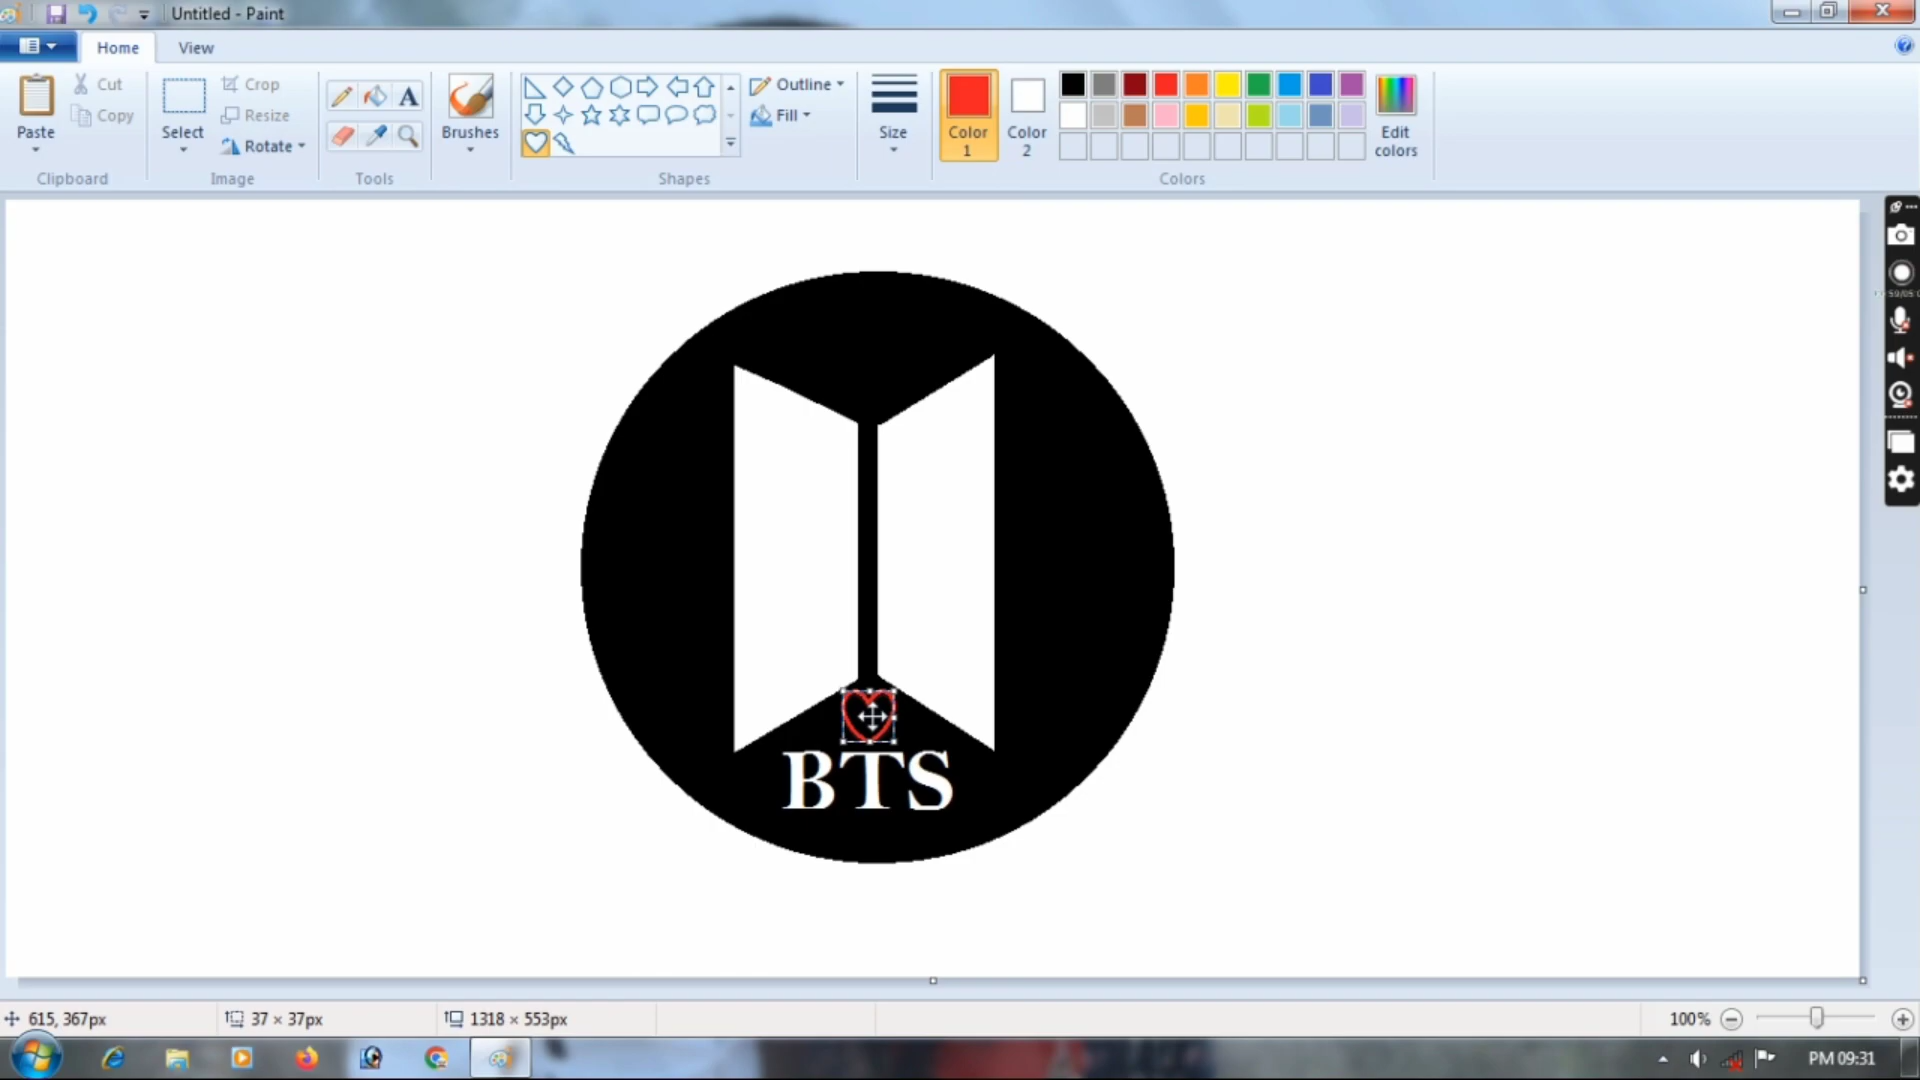 Untitled - Paint
Home
View
Paste
Cut
Copy
Clipboard
Select
Crop
Resize
Rotate
Image
A
Tools
Brushes
Shapes
Outline
Fill
Size
Color
1
Color
2
Edit
colors
Colors
BTS
615, 367px
37 × 37px
1318 × 553px
100%
PM 09:31